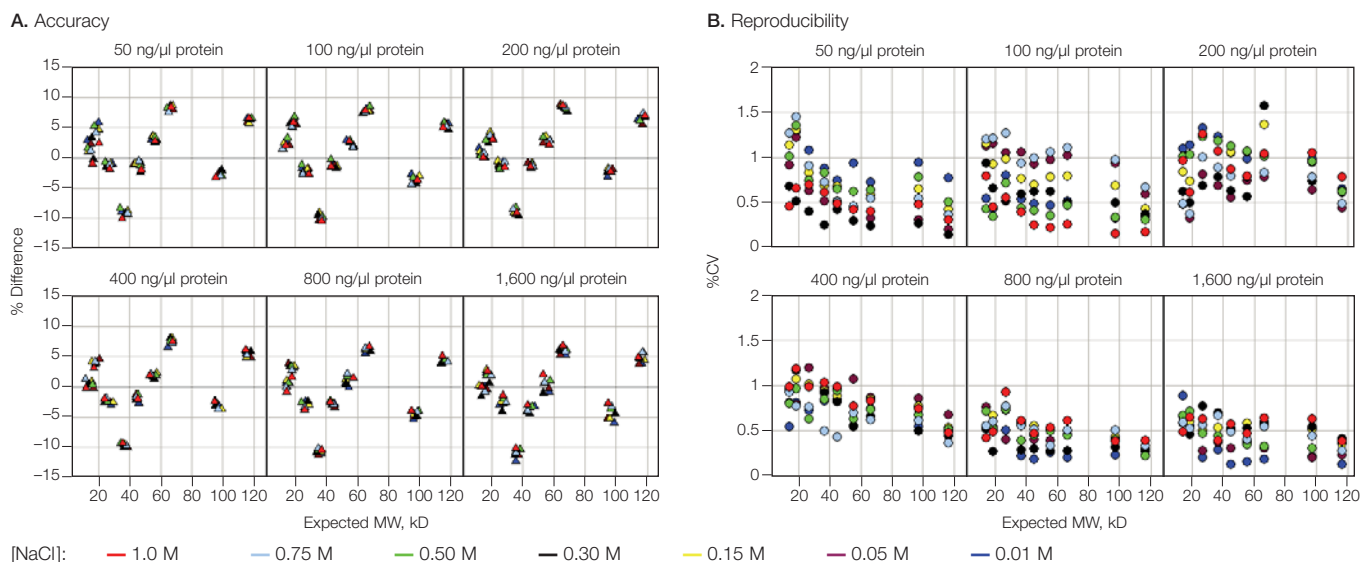 A. Accuracy
50 ng/µl protein 100 ng/µl protein 200 ng/µl protein
15
10
5
0
−5
−10
−15
400 ng/µl protein 800 ng/µl protein 1,600 ng/µl protein
15
10
5
0
−5
−10
−15
% Difference
20 40 60 80 100 120 20 40 60 80 100 120 20 40 60 80 100 120
Expected MW, kD
B. Reproducibility
50 ng/µl protein 100 ng/µl protein 200 ng/µl protein
2
1.5
1
0.5
0
400 ng/µl protein 800 ng/µl protein 1,600 ng/µl protein
2
1.5
1
0.5
0
%CV
20 40 60 80 100 120 20 40 60 80 100 120 20 40 60 80 100 120
Expected MW, kD
[NaCl]: 1.0 M 0.75 M 0.50 M 0.30 M 0.15 M 0.05 M 0.01 M